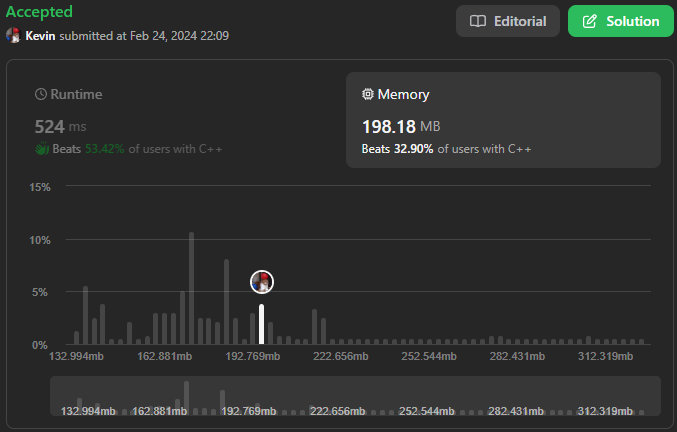 Accepted
Editorial
Solution
Kevin submitted at Feb 24, 2024 22:09
Runtime
Memory
524 ms
198.18 MB
Beats 53.42% of users with C++
Beats 32.90% of users with C++
15%
10%
5%
0%
132.994mb 162.881mb 192.769mb 222.656mb 252.544mb 282.431mb 312.319mb
132.994mb 162.881mb 192.769mb 222.656mb 252.544mb 282.431mb 312.319mb